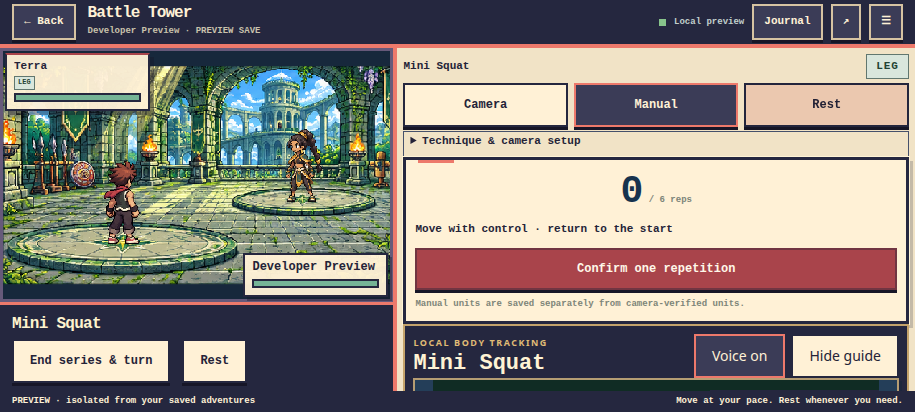 ← Back
Battle Tower
Developer Preview · PREVIEW SAVE
Local preview
Journal
↗
☰
Terra
LEG
Developer Preview
Mini Squat
End series & turn
Rest
Mini Squat
LEG
Camera
Manual
Rest
▶ Technique & camera setup
0 / 6 reps
Move with control · return to the start
Confirm one repetition
Manual units are saved separately from camera-verified units.
LOCAL BODY TRACKING
Mini Squat
Voice on
Hide guide
PREVIEW · isolated from your saved adventures
Move at your pace. Rest whenever you need.